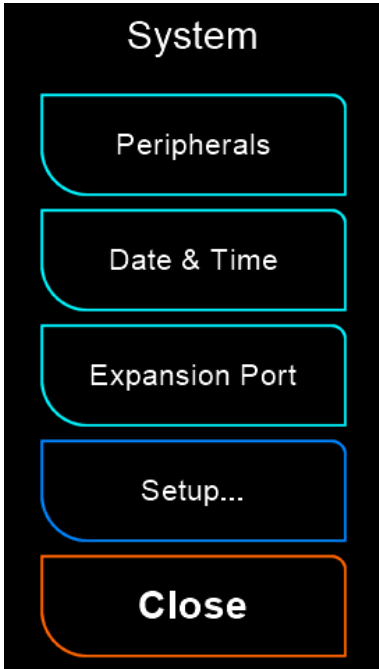 System
Peripherals
Date & Time
Expansion Port
Setup...
Close